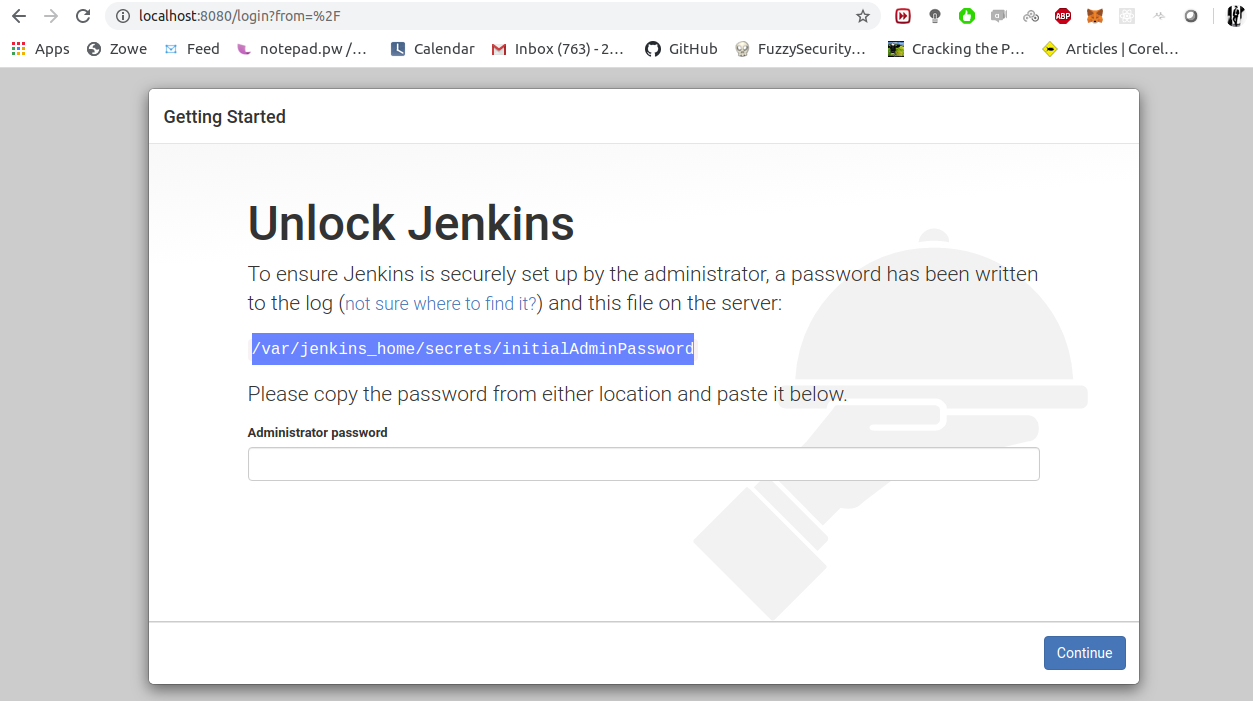 localhost:8080/login?from=%2F
ABP
Apps Zowe Feed notepad.pw /... Calendar Inbox (763) - 2... GitHub FuzzySecurity... Cracking the P... Articles | Corel...
Getting Started
Unlock Jenkins
To ensure Jenkins is securely set up by the administrator, a password has been written
to the log (not sure where to find it?) and this file on the server:
/var/jenkins_home/secrets/initialAdminPassword
Please copy the password from either location and paste it below.
Administrator password
Continue